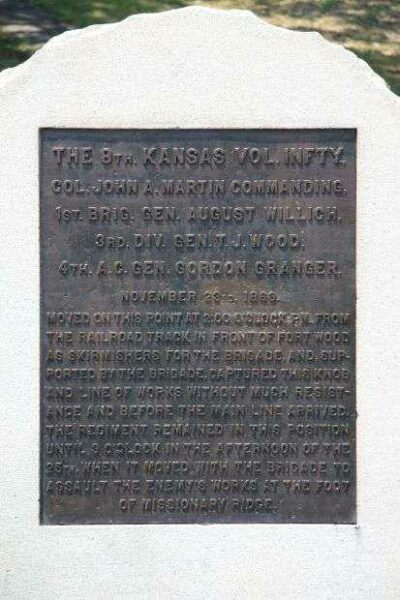 THE 8TH. KANSAS VOL. INFTY.
COL. JOHN A. MARTIN COMMANDING.
1ST. BRIG. GEN. AUGUST WILLICH,
3RD. DIV. GEN. T. J. WOOD,
4TH. A.C. GEN. GORDON GRANGER.
NOVEMBER 23RD. 1863.
MOVED ON THIS POINT AT 2:00 O'CLOCK P.M. FROM
THE RAILROAD TRACK IN FRONT OF FORT WOOD
AS SKIRMISHERS FOR THE BRIGADE, AND, SUP-
PORTED BY THE BRIGADE, CAPTURED THIS KNOB
AND LINE OF WORKS WITHOUT MUCH RESIST-
ANCE AND BEFORE THE MAIN LINE ARRIVED.
THE REGIMENT REMAINED IN THIS POSITION
UNTIL 3 O'CLOCK IN THE AFTERNOON OF THE
25TH. WHEN IT MOVED WITH THE BRIGADE TO
ASSAULT THE ENEMY'S WORKS AT THE FOOT
OF MISSIONARY RIDGE.